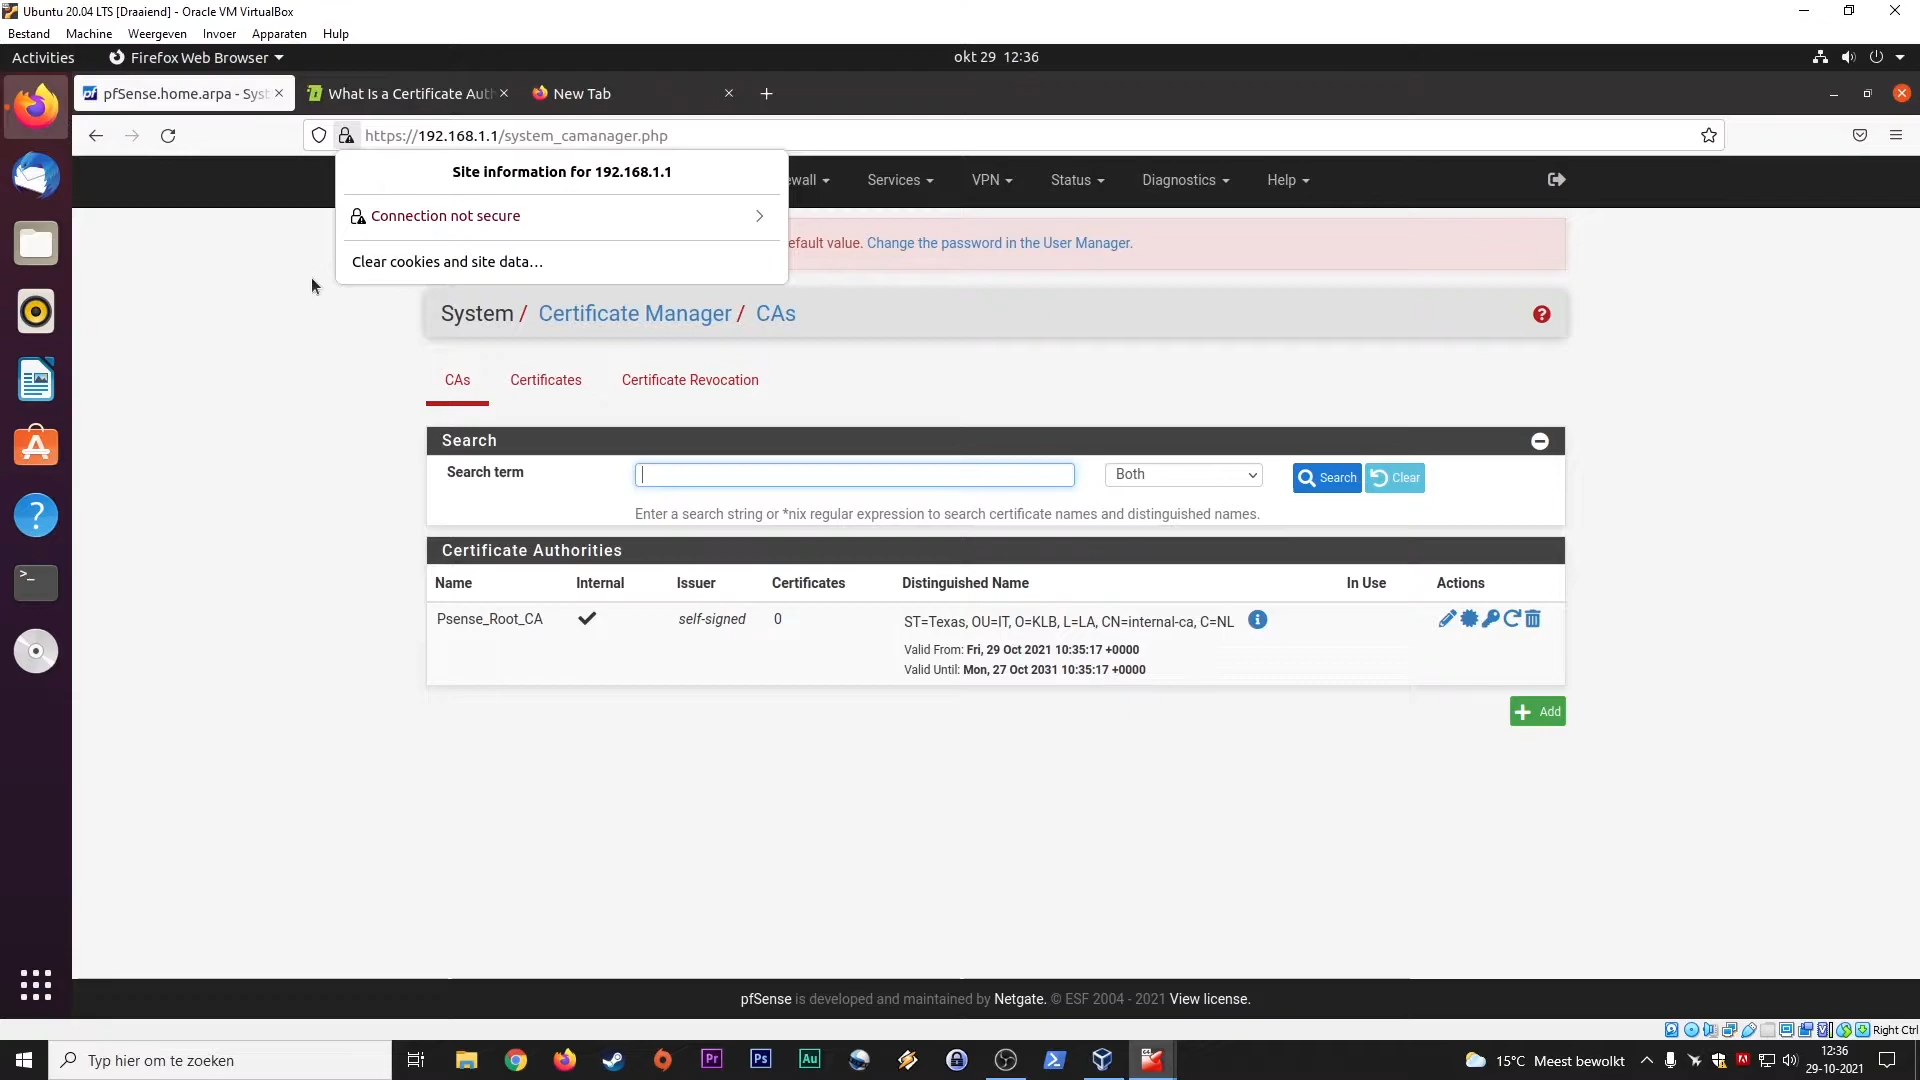 Ubuntu 20.04 LTS [Draaiend] - Oracle VM VirtualBox
Bestand Machine Weergeven Invoer Apparaten Hulp
Activities Firefox Web Browser okt 29 12:36
pfSense.home.arpa - Syst What Is a Certificate Auth New Tab
https://192.168.1.1/system_camanager.php
Site information for 192.168.1.1
ewall Services VPN Status Diagnostics Help
Connection not secure
efault value. Change the password in the User Manager.
Clear cookies and site data…
System / Certificate Manager / CAs
CAs Certificates Certificate Revocation
Search
Search term Both Search Clear
Enter a search string or *nix regular expression to search certificate names and distinguished names.
Certificate Authorities
Name Internal Issuer Certificates Distinguished Name In Use Actions
Psense_Root_CA self-signed 0 ST=Texas, OU=IT, O=KLB, L=LA, CN=internal-ca, C=NL
Valid From: Fri, 29 Oct 2021 10:35:17 +0000
Valid Until: Mon, 27 Oct 2031 10:35:17 +0000
Add
pfSense is developed and maintained by Netgate. © ESF 2004 - 2021 View license.
Right Ctrl
Typ hier om te zoeken Pr Ps Au 15°C Meest bewolkt 12:36
29-10-2021